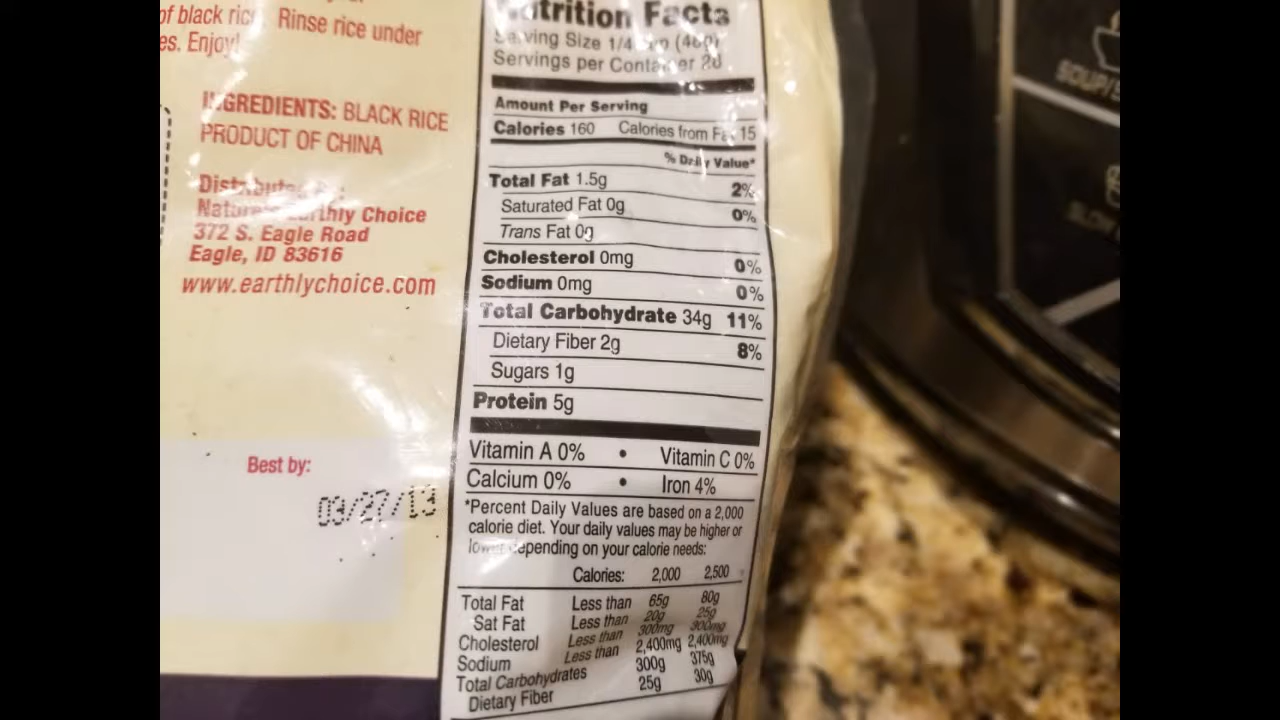 of black rice
Rinse rice under
es. Enjoy!
INGREDIENTS: BLACK RICE
PRODUCT OF CHINA
Distributed By:
Nature's Earthly Choice
372 S. Eagle Road
Eagle, ID 83616
www.earthlychoice.com
Best by:
03/27/13
Nutrition Facts
Serving Size 1/4 cup
Servings per Container
Amount Per Serving
Calories 160 Calories from Fat 15
% Daily Value*
Total Fat 1.5g 2%
Saturated Fat 0g 0%
Trans Fat 0g
Cholesterol 0mg 0%
Sodium 0mg 0%
Total Carbohydrate 34g 11%
Dietary Fiber 2g 8%
Sugars 1g
Protein 5g
Vitamin A 0% • Vitamin C 0%
Calcium 0% • Iron 4%
*Percent Daily Values are based on a 2,000
calorie diet. Your daily values may be higher or
lower depending on your calorie needs:
Calories: 2,000 2,500
Total Fat Less than 65g 80g
Sat Fat Less than 20g 25g
Cholesterol Less than 300mg 300mg
Sodium Less than 2,400mg 2,400mg
Total Carbohydrates 300g 375g
Dietary Fiber 25g 30g
SOUP/
SLOW